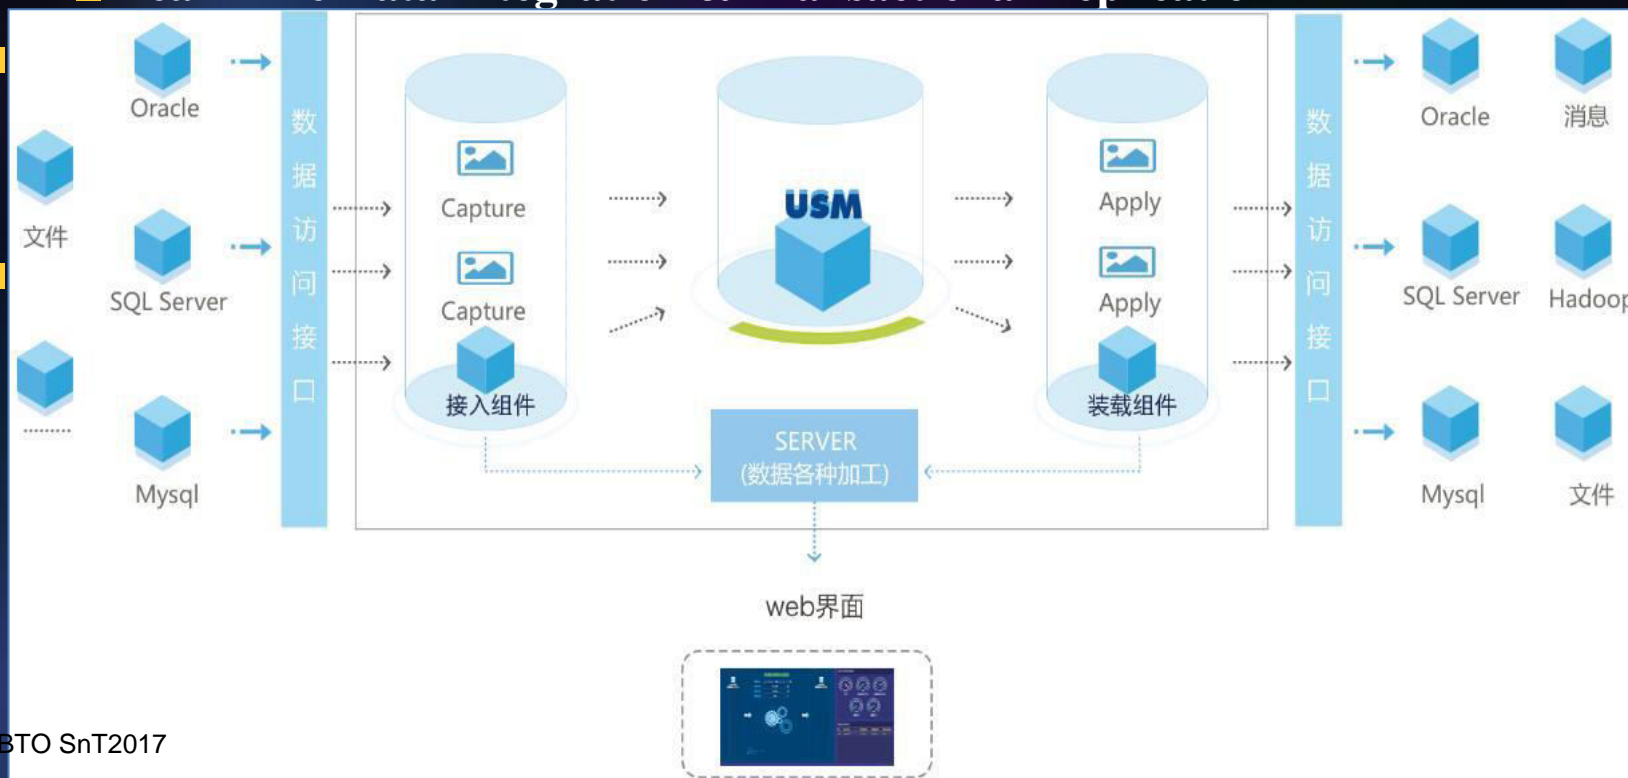 Oracle
文件
SQL Server
Mysql
数据访问接口
Capture
Capture
接入组件
USM
Apply
Apply
装载组件
SERVER
(数据各种加工)
数据访问接口
Oracle
消息
SQL Server
Hadoop
Mysql
文件
web界面
BTO SnT2017